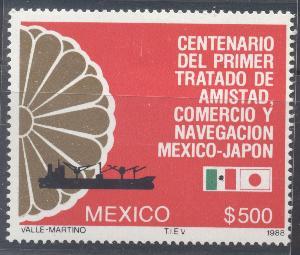 CENTENARIO
DEL PRIMER
TRATADO DE
AMISTAD,
COMERCIO Y
NAVEGACION
MEXICO-JAPON
MEXICO $500
VALLE-MARTINO T.I.E.V. 1988